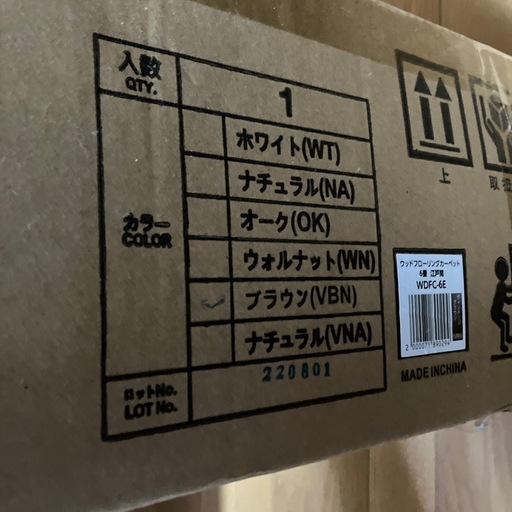 入数
QTY.
1
カラー
COLOR
ホワイト(WT)
ナチュラル(NA)
オーク(OK)
ウォルナット(WN)
ブラウン(VBN)
ナチュラル(VNA)
ロットNo.
LOT No.
220801
上
取扱
ウッドフローリングカーペット
6畳 江戸間
WDFC-6E
MADE IN CHINA